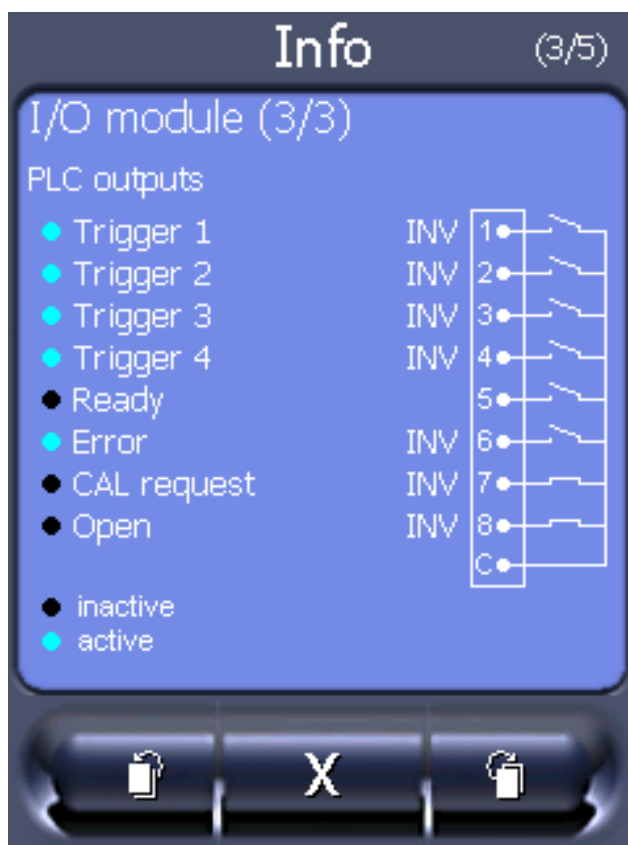 Info (3/5)
I/O module (3/3)
PLC outputs
Trigger 1 INV 1
Trigger 2 INV 2
Trigger 3 INV 3
Trigger 4 INV 4
Ready 5
Error INV 6
CAL request INV 7
Open INV 8
C
inactive
active
X